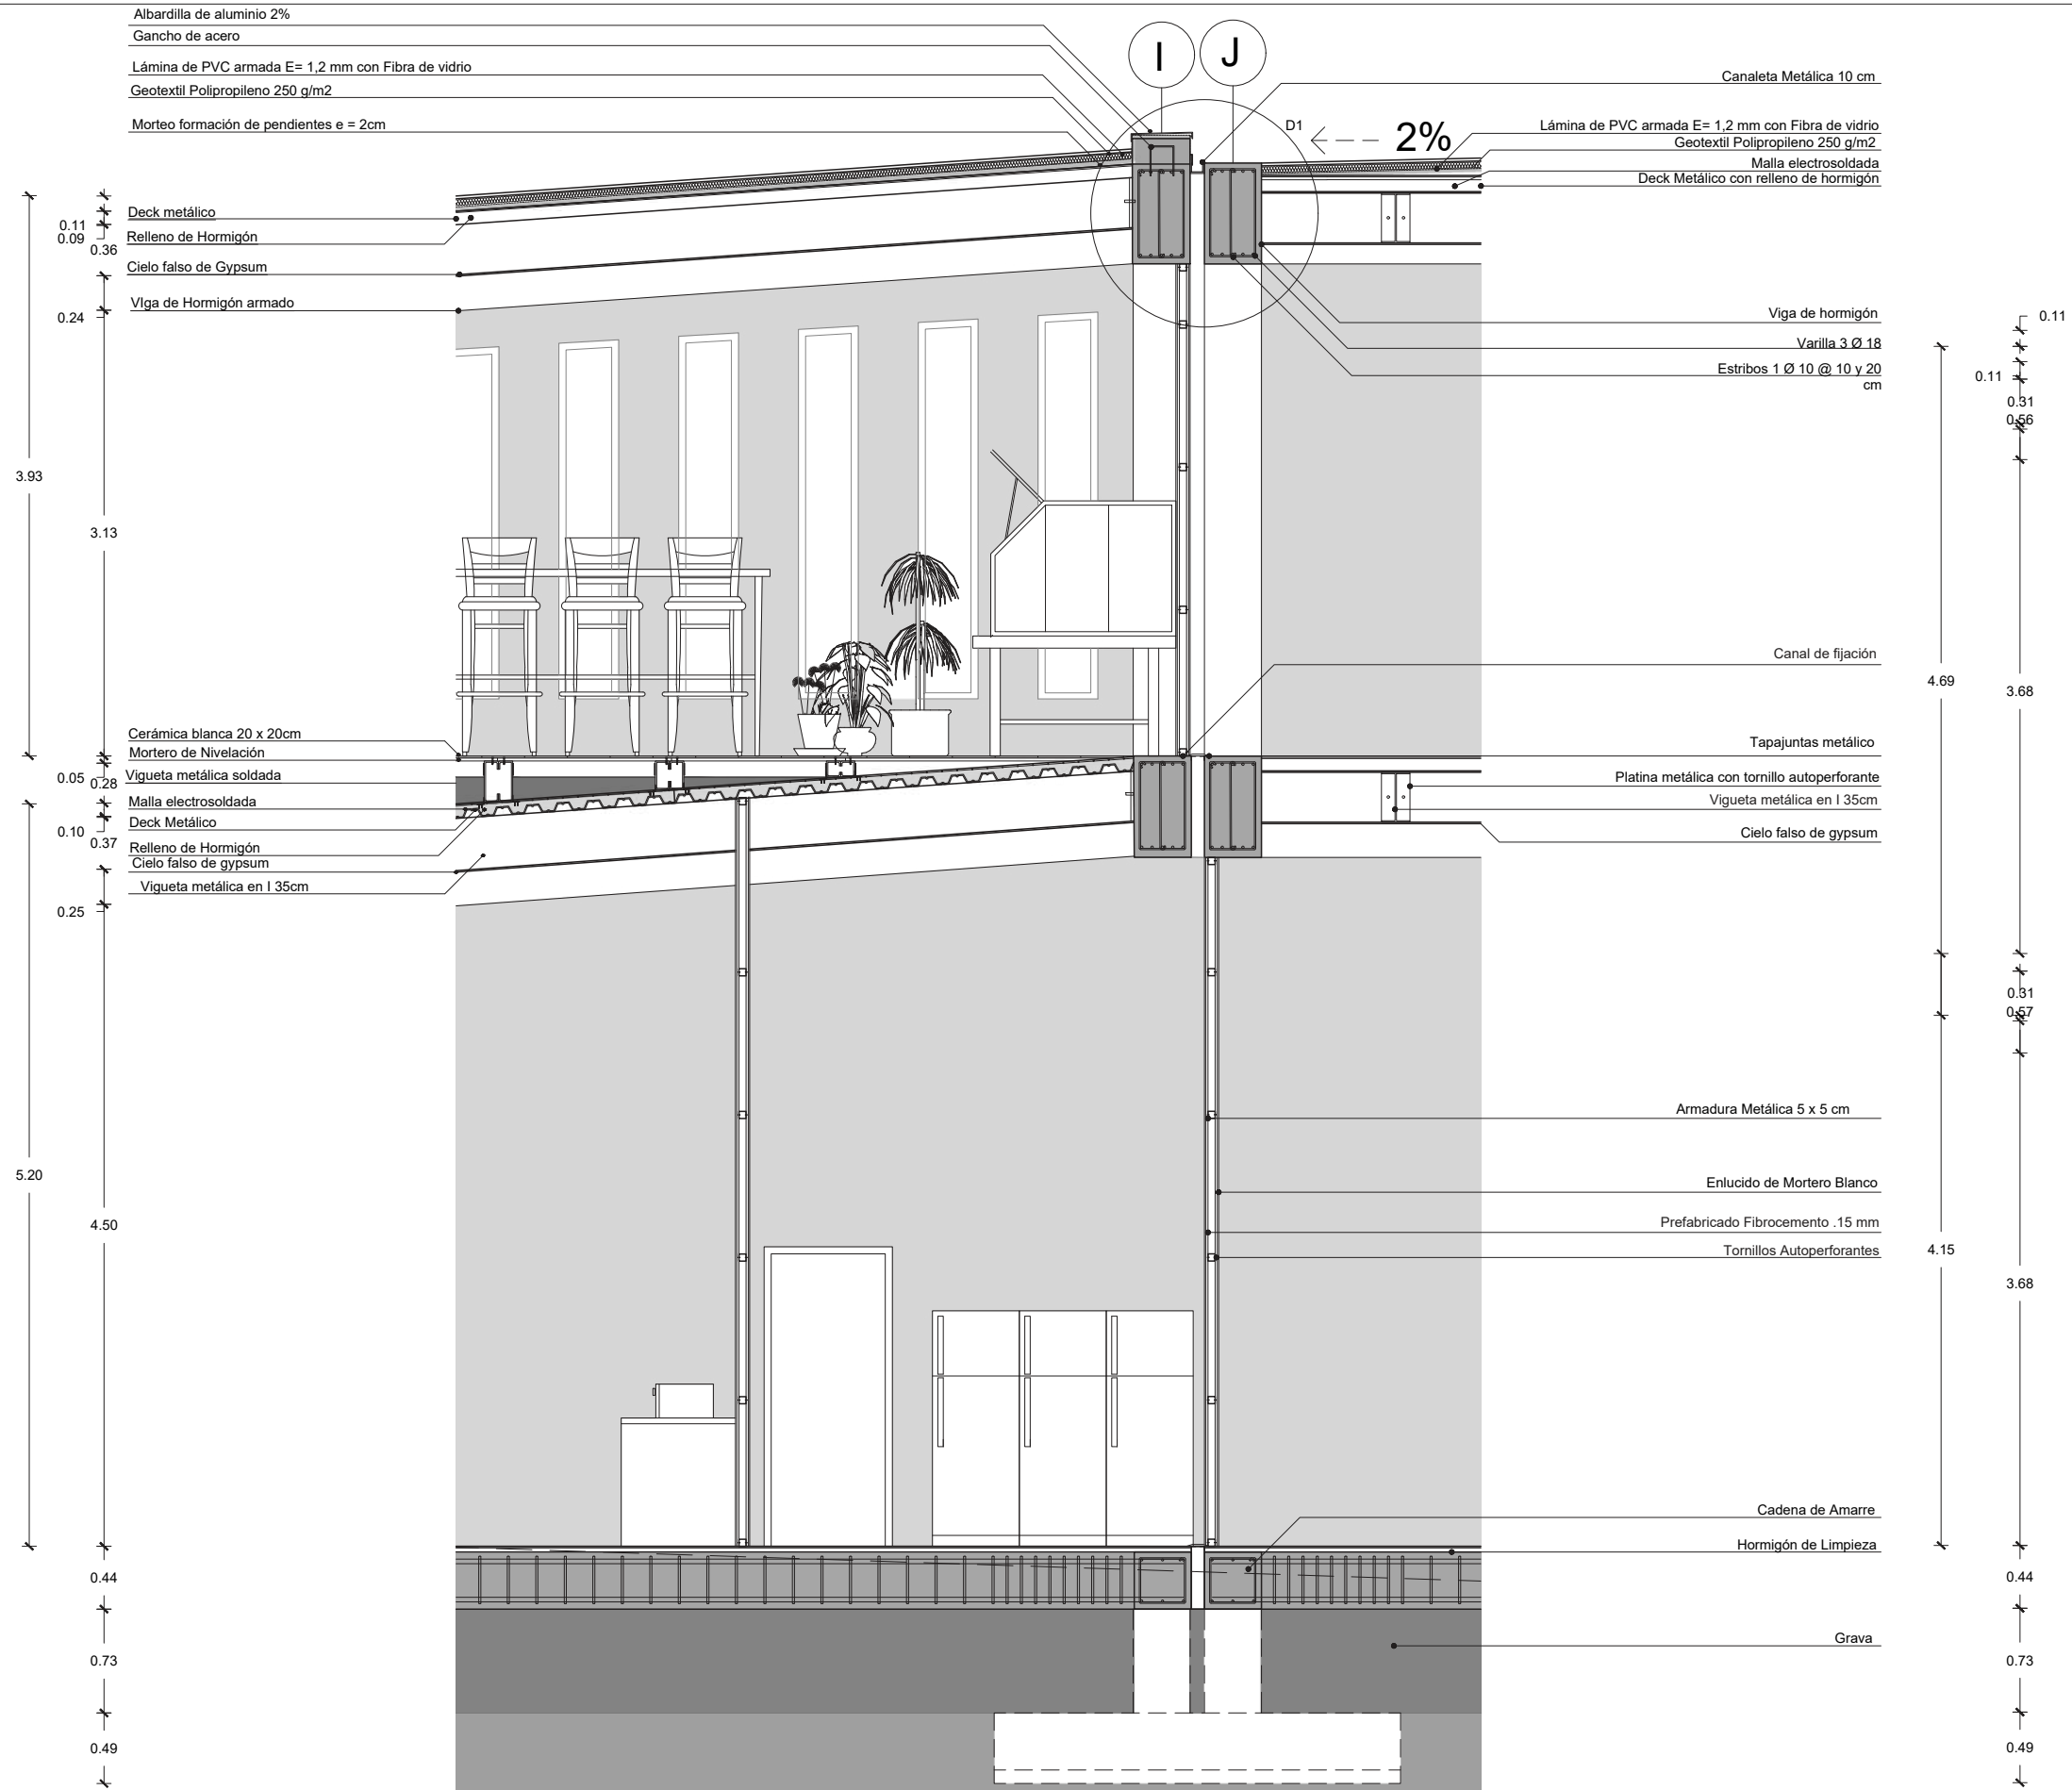 Albardilla de aluminio 2%
Gancho de acero
Lámina de PVC armada E= 1,2 mm con Fibra de vidrio
Geotextil Polipropileno 250 g/m2
Morteo formación de pendientes e = 2cm
I
J
D1
2%
Canaleta Metálica 10 cm
Lámina de PVC armada E= 1,2 mm con Fibra de vidrio
Geotextil Polipropileno 250 g/m2
Malla electrosoldada
Deck Metálico con relleno de hormigón
Deck metálico
Relleno de Hormigón
Cielo falso de Gypsum
VIga de Hormigón armado
0.11
0.09
0.36
0.24
3.93
3.13
Viga de hormigón
Varilla 3 Ø 18
Estribos 1 Ø 10 @ 10 y 20
cm
0.11
0.11
0.31
0.56
Canal de fijación
4.69
3.68
Cerámica blanca 20 x 20cm
Mortero de Nivelación
Vigueta metálica soldada
Malla electrosoldada
Deck Metálico
Relleno de Hormigón
Cielo falso de gypsum
Vigueta metálica en I 35cm
0.05
0.28
0.10
0.37
0.25
Tapajuntas metálico
Platina metálica con tornillo autoperforante
Vigueta metálica en I 35cm
Cielo falso de gypsum
0.31
0.57
5.20
4.50
Armadura Metálica 5 x 5 cm
Enlucido de Mortero Blanco
Prefabricado Fibrocemento .15 mm
Tornillos Autoperforantes
4.15
3.68
Cadena de Amarre
Hormigón de Limpieza
Grava
0.44
0.73
0.49
0.44
0.73
0.49